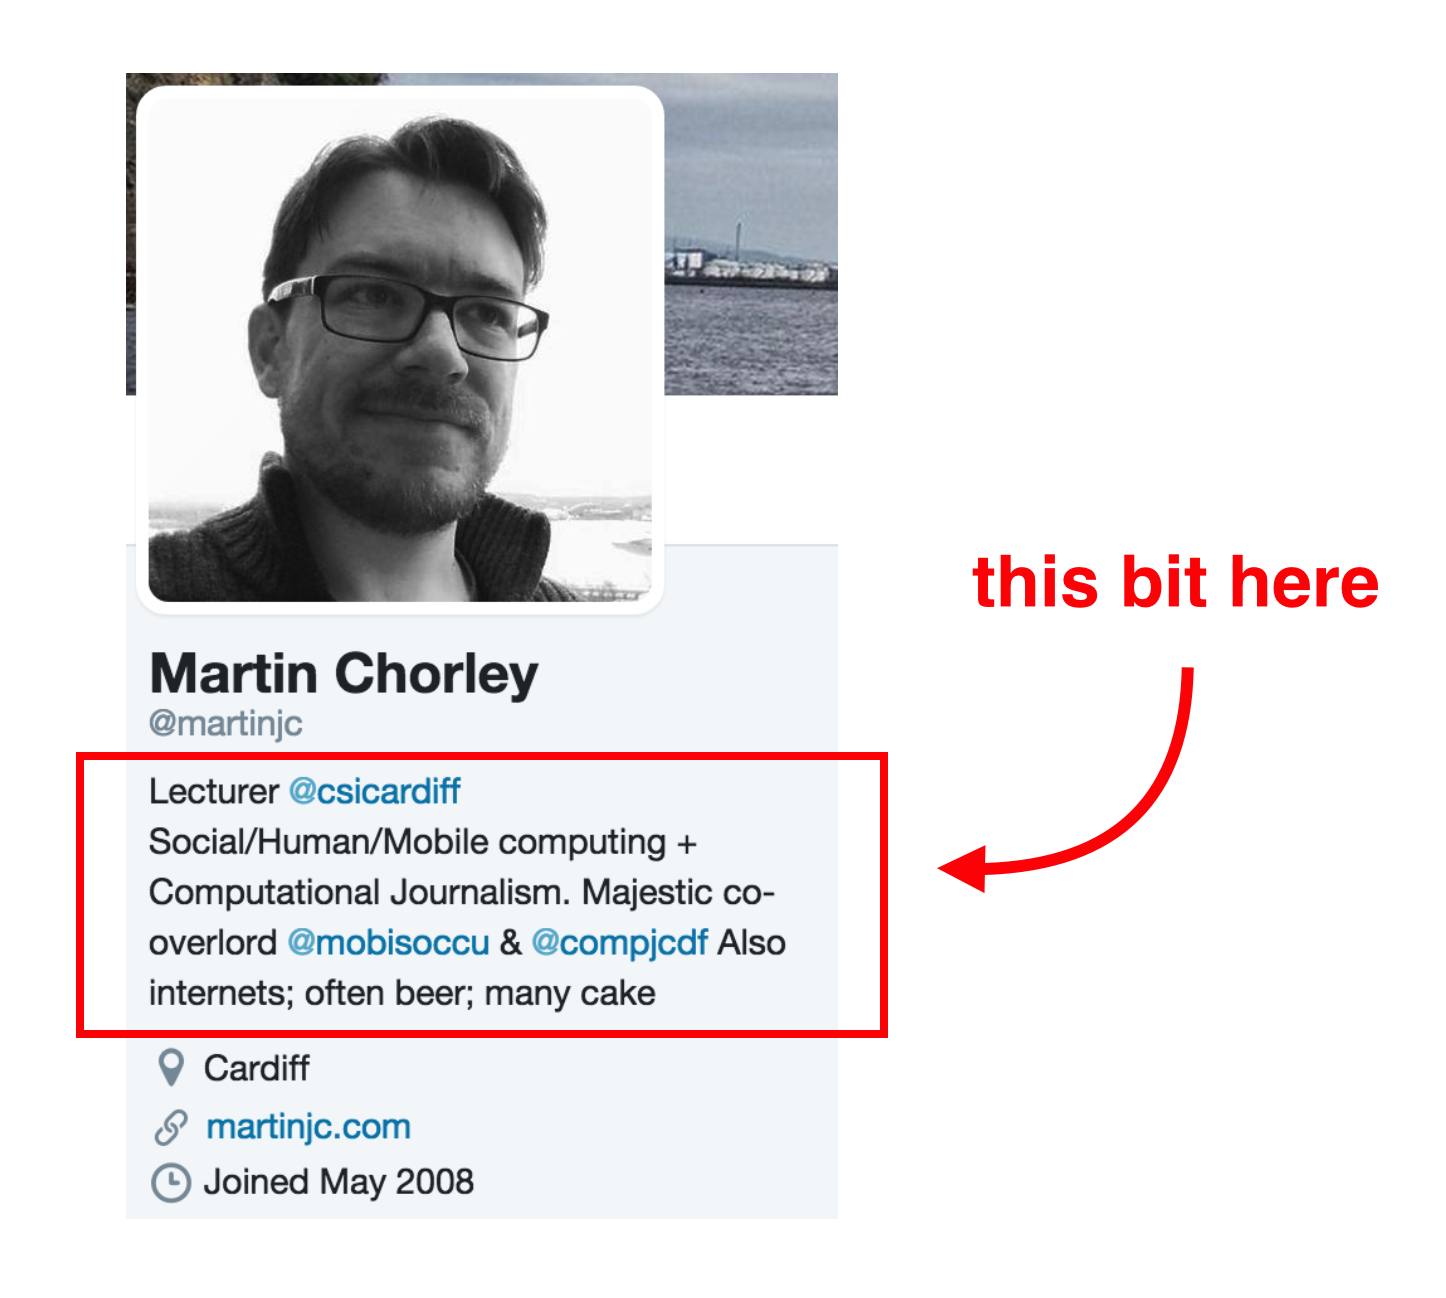 Martin Chorley
@martinjc
this bit here
Lecturer @csicardiff
Social/Human/Mobile computing +
Computational Journalism. Majestic co-
overlord @mobisoccu & @compjcdf Also
internets; often beer; many cake
Cardiff
martinjc.com
Joined May 2008